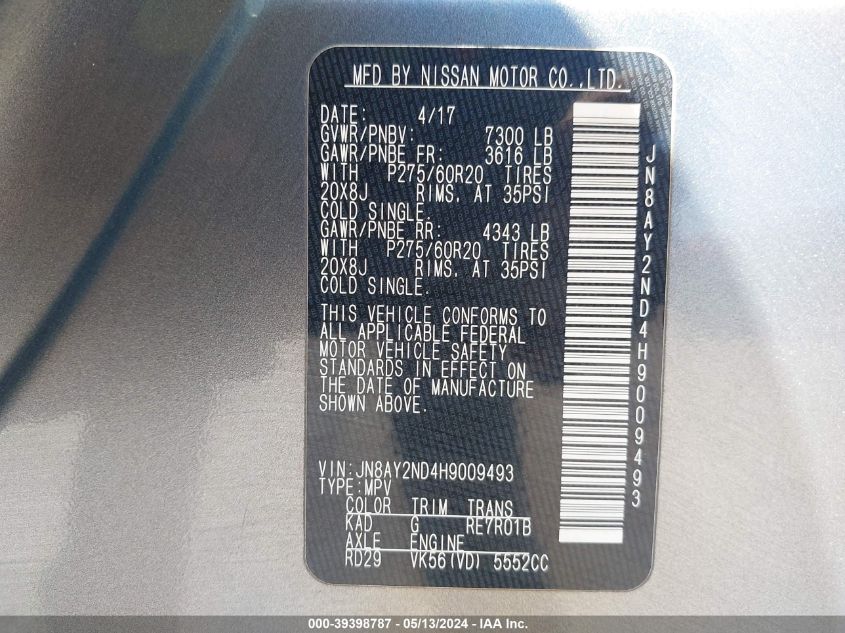 MFD BY NISSAN MOTOR CO.,LTD.
DATE: 4/17
GVWR/PNBV: 7300 LB
GAWR/PNBE FR: 3616 LB
WITH P275/60R20 TIRES
20X8J RIMS. AT 35PSI
COLD SINGLE.
GAWR/PNBE RR: 4343 LB
WITH P275/60R20 TIRES
20X8J RIMS. AT 35PSI
COLD SINGLE.
THIS VEHICLE CONFORMS TO
ALL APPLICABLE FEDERAL
MOTOR VEHICLE SAFETY
STANDARDS IN EFFECT ON
THE DATE OF MANUFACTURE
SHOWN ABOVE.
VIN:JN8AY2ND4H9009493
TYPE:MPV
COLOR TRIM TRANS
KAD G RE7R01B
AXLE ENGINE
RD29 VK56(VD) 5552CC
JN8AY2ND4H9009493
000-39398787 - 05/13/2024 - IAA Inc.